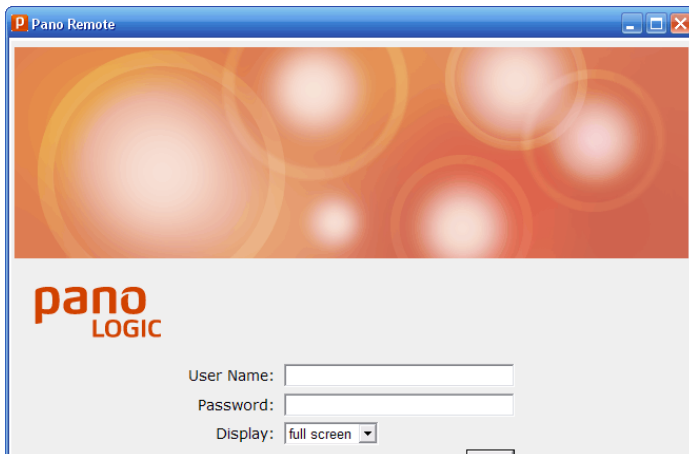 Pano Remote
pano
LOGIC
User Name:
Password:
Display: full screen